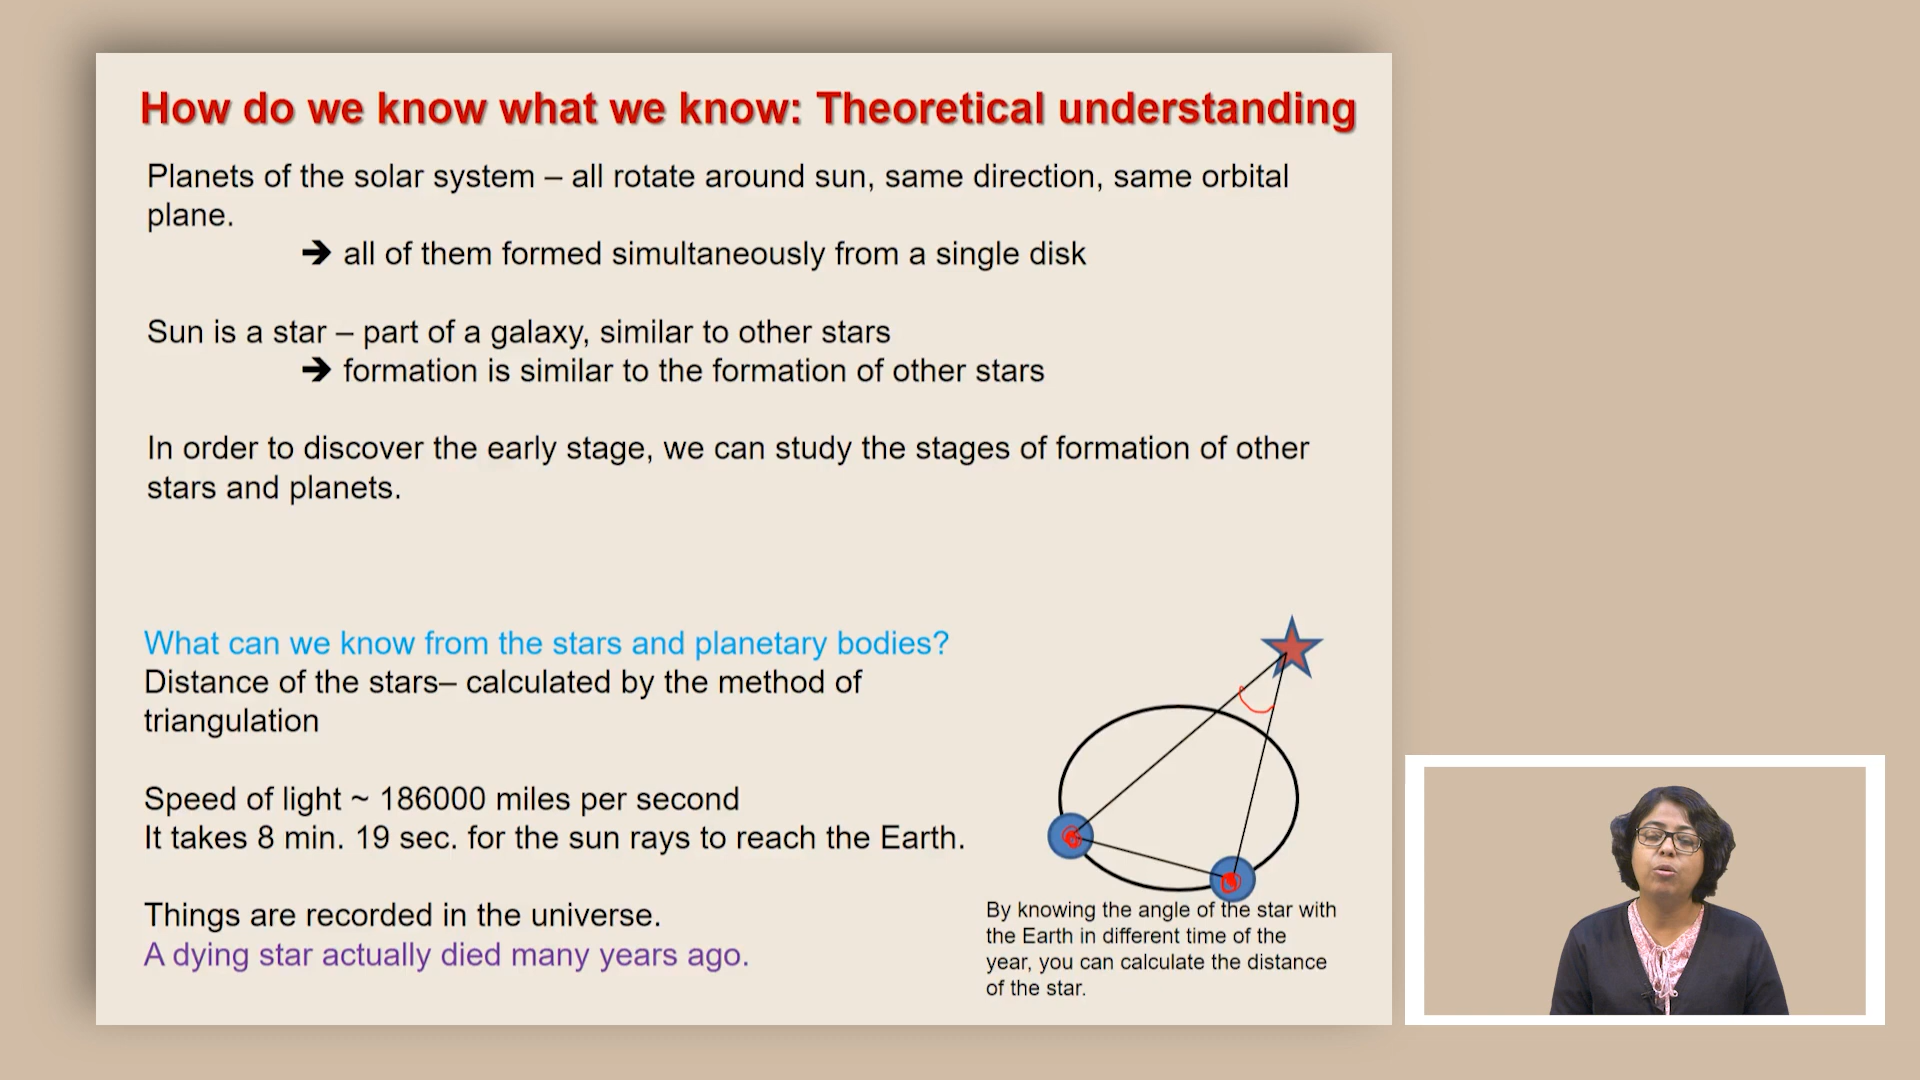 How do we know what we know: Theoretical understanding
Planets of the solar system – all rotate around sun, same direction, same orbital
plane.
➔ all of them formed simultaneously from a single disk
Sun is a star – part of a galaxy, similar to other stars
➔ formation is similar to the formation of other stars
In order to discover the early stage, we can study the stages of formation of other
stars and planets.
What can we know from the stars and planetary bodies?
Distance of the stars– calculated by the method of
triangulation
Speed of light ~ 186000 miles per second
It takes 8 min. 19 sec. for the sun rays to reach the Earth.
Things are recorded in the universe.
A dying star actually died many years ago.
By knowing the angle of the star with
the Earth in different time of the
year, you can calculate the distance
of the star.